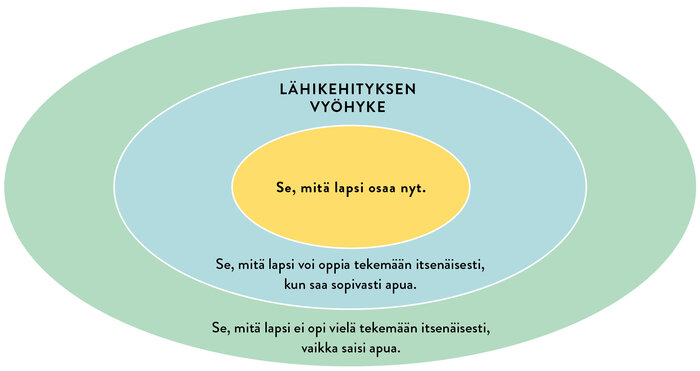 LÄHIKEHITYKSEN
VYÖHYKE
Se, mitä lapsi osaa nyt.
Se, mitä lapsi voi oppia tekemään itsenäisesti,
kun saa sopivasti apua.
Se, mitä lapsi ei opi vielä tekemään itsenäisesti,
vaikka saisi apua.